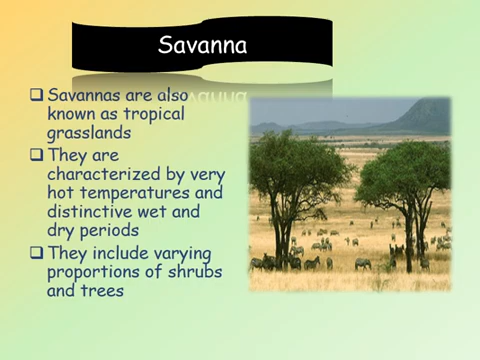 Savanna
Savannas are also
known as tropical
grasslands
They are
characterized by very
hot temperatures and
distinctive wet and
dry periods
They include varying
proportions of shrubs
and trees